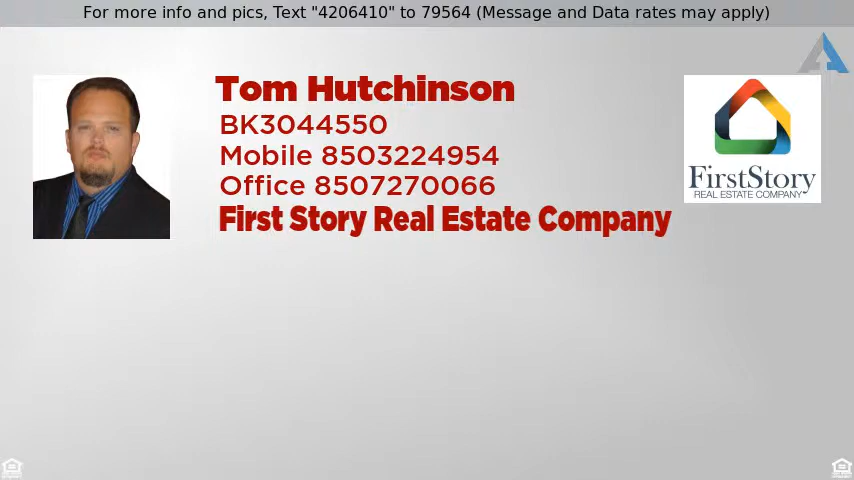 For more info and pics, Text "4206410" to 79564 (Message and Data rates may apply)
Tom Hutchinson
BK3044550
Mobile 8503224954
Office 8507270066
First Story Real Estate Company
FirstStory
REAL ESTATE COMPANY